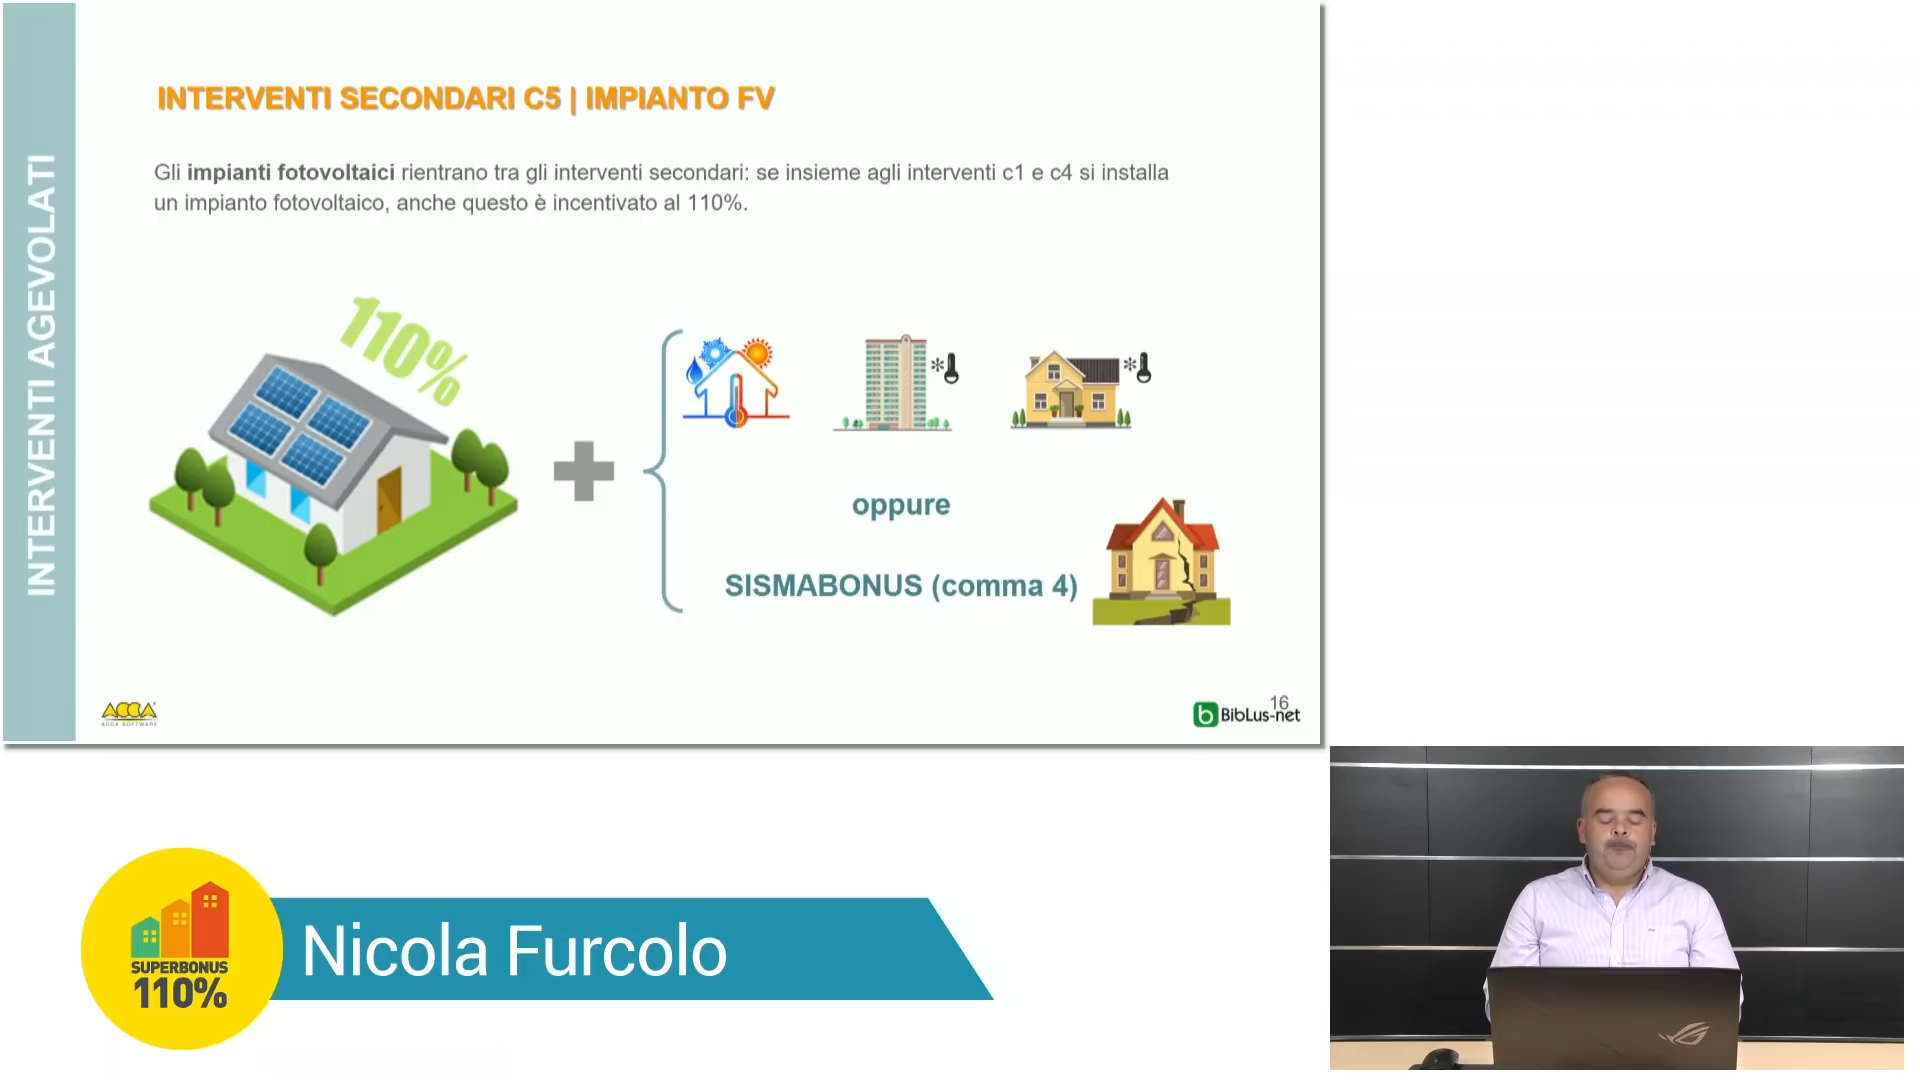 INTERVENTI AGEVOLATI
INTERVENTI SECONDARI C5 | IMPIANTO FV
Gli impianti fotovoltaici rientrano tra gli interventi secondari: se insieme agli interventi c1 e c4 si installa
un impianto fotovoltaico, anche questo è incentivato al 110%.
110%
oppure
SISMABONUS (comma 4)
ACCA
ACCA SOFTWARE
16
b BibLus-net
SUPERBONUS
110%
Nicola Furcolo